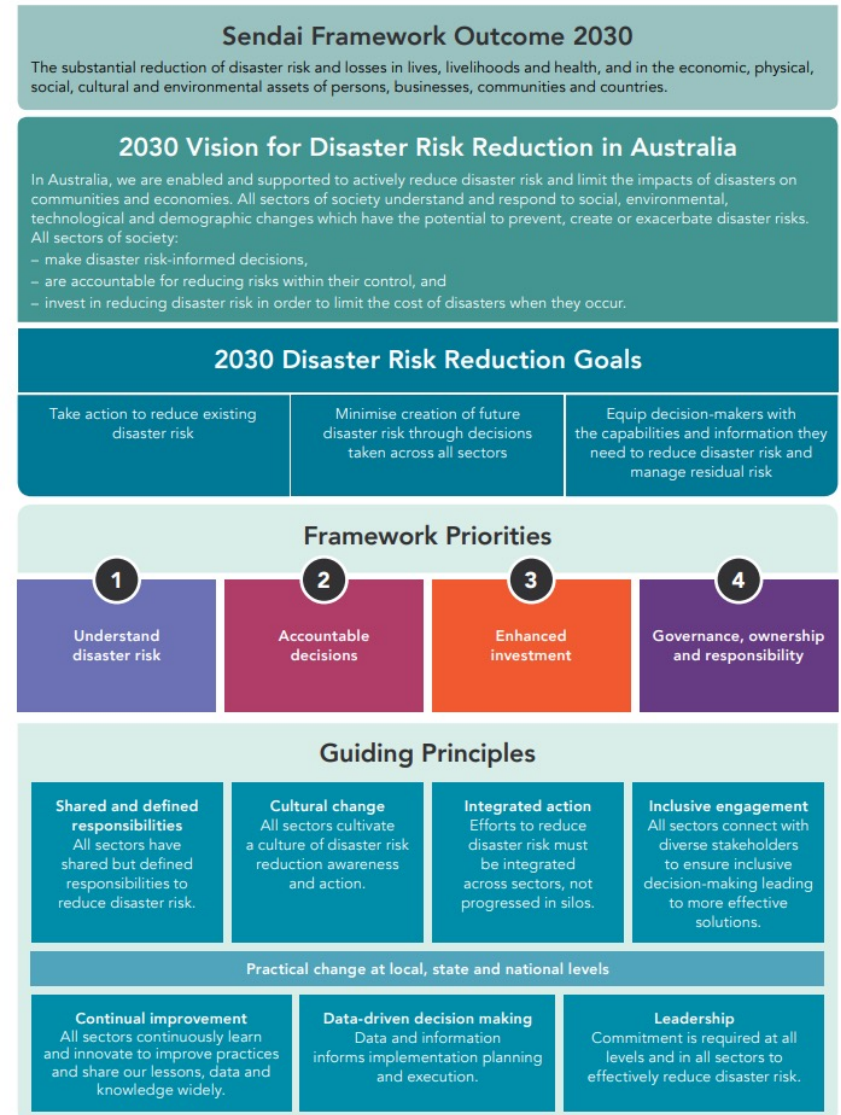 Sendai Framework Outcome 2030
The substantial reduction of disaster risk and losses in lives, livelihoods and health, and in the economic, physical,
social, cultural and environmental assets of persons, businesses, communities and countries.
2030 Vision for Disaster Risk Reduction in Australia
In Australia, we are enabled and supported to actively reduce disaster risk and limit the impacts of disasters on
communities and economies. All sectors of society understand and respond to social, environmental,
technological and demographic changes which have the potential to prevent, create or exacerbate disaster risks.
All sectors of society:
– make disaster risk-informed decisions,
– are accountable for reducing risks within their control, and
– invest in reducing disaster risk in order to limit the cost of disasters when they occur.
2030 Disaster Risk Reduction Goals
Take action to reduce existing
disaster risk
Minimise creation of future
disaster risk through decisions
taken across all sectors
Equip decision-makers with
the capabilities and information they
need to reduce disaster risk and
manage residual risk
Framework Priorities
1
Understand
disaster risk
2
Accountable
decisions
3
Enhanced
investment
4
Governance, ownership
and responsibility
Guiding Principles
Shared and defined
responsibilities
All sectors have
shared but defined
responsibilities to
reduce disaster risk.
Cultural change
All sectors cultivate
a culture of disaster risk
reduction awareness
and action.
Integrated action
Efforts to reduce
disaster risk must
be integrated
across sectors, not
progressed in silos.
Inclusive engagement
All sectors connect with
diverse stakeholders
to ensure inclusive
decision-making leading
to more effective
solutions.
Practical change at local, state and national levels
Continual improvement
All sectors continuously learn
and innovate to improve practices
and share our lessons, data and
knowledge widely.
Data-driven decision making
Data and information
informs implementation planning
and execution.
Leadership
Commitment is required at all
levels and in all sectors to
effectively reduce disaster risk.